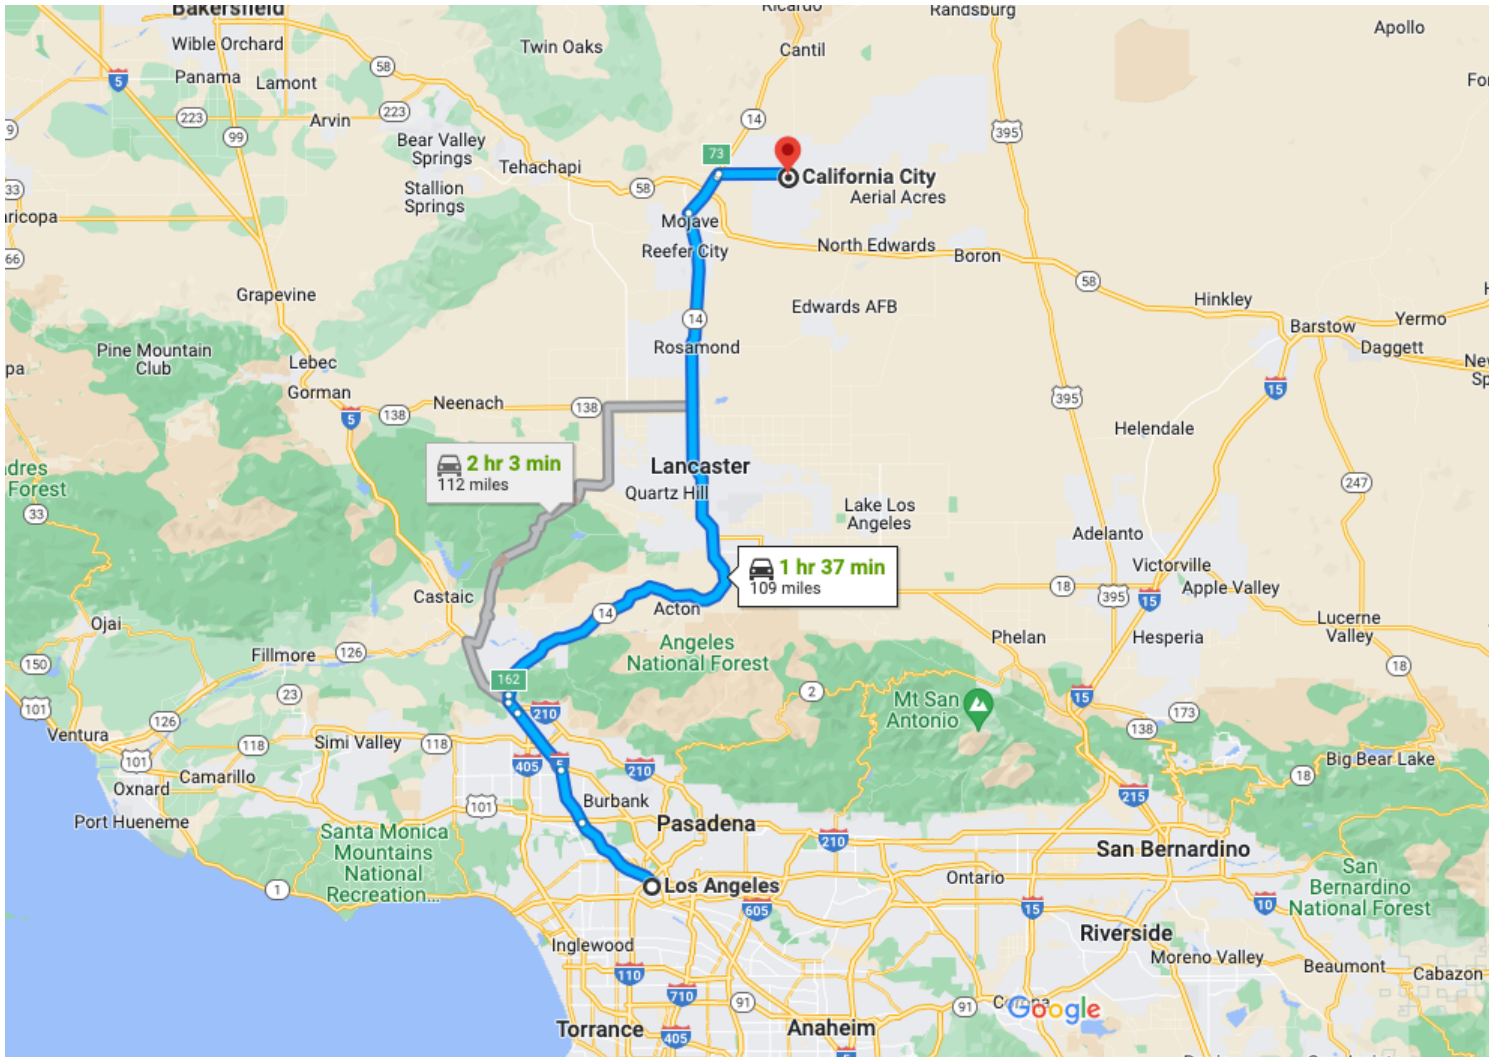 Bakersfield
Ricardo
Randsburg
Wible Orchard
Twin Oaks
Cantil
Apollo
58
Panama
5
Lamont
223
223
14
Arvin
99
395
Bear Valley
Springs
73
Tehachapi
58
California City
Stallion
Springs
Aerial Acres
33
aricopa
Mojave
Reefer City
North Edwards
Boron
66
58
Grapevine
Edwards AFB
Hinkley
14
Yermo
Barstow
Rosamond
Daggett
Pine Mountain
Club
Lebec
Gorman
15
395
Neenach
138
138
5
Helendale
2 hr 3 min
112 miles
Lancaster
Quartz Hill
247
33
Lake Los
Angeles
Adelanto
1 hr 37 min
109 miles
Victorville
18
395
15
Apple Valley
Castaic
Acton
14
Ojai
Lucerne
Valley
Phelan
Hesperia
Fillmore
126
150
Angeles
National Forest
18
162
23
2
15
101
210
Mt San
Antonio
173
126
138
Ventura
118
Simi Valley
118
101
405
5
210
Big Bear Lake
18
Camarillo
Oxnard
101
Burbank
215
Port Hueneme
Pasadena
210
Santa Monica
Mountains
National
Recreation...
San Bernardino
San
Bernardino
National Forest
1
Los Angeles
Ontario
605
15
10
Riverside
Inglewood
110
Moreno Valley
Beaumont
Cabazon
710
91
91
Corona
Google
Torrance
405
Anaheim
5